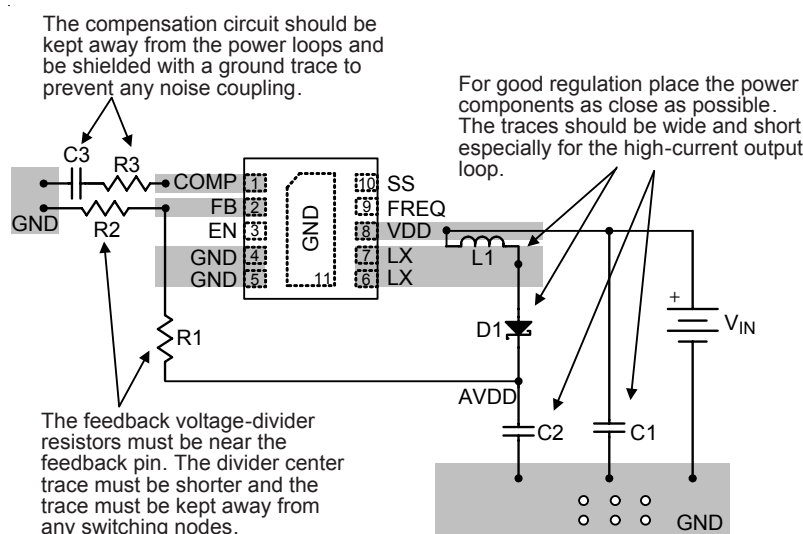 The compensation circuit should be
kept away from the power loops and
be shielded with a ground trace to
prevent any noise coupling.
For good regulation place the power
components as close as possible.
The traces should be wide and short
especially for the high-current output
loop.
C3
R3
COMP
1
10
SS
FB
2
9
FREQ
GND
R2
EN
3
GND
8
VDD
GND
4
7
LX
L1
GND
5
11
6
LX
R1
D1
+
VIN
AVDD
C2
C1
The feedback voltage-divider
resistors must be near the
feedback pin. The divider center
trace must be shorter and the
trace must be kept away from
any switching nodes.
GND